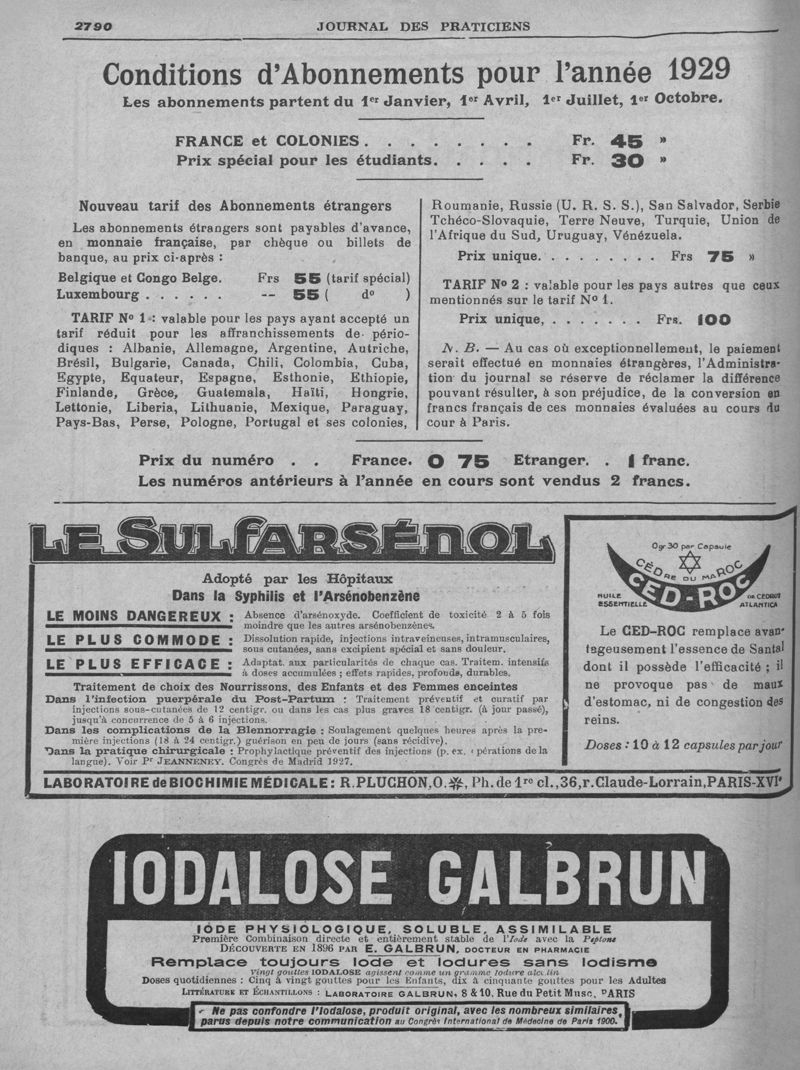 2790
JOURNAL DES PRATICIENS
Conditions d'Abonnements pour l'année 1929
Les abonnements partent du 1er Janvier, 1er Avril, 1er Juillet, 1er Octobre.
FRANCE et COLONIES . . . . . . . . Fr. 45 »
Prix spécial pour les étudiants. . . . . Fr. 30 »
Nouveau tarif des Abonnements étrangers
Les abonnements étrangers sont payables d'avance,
en monnaie française, par chèque ou billets de
banque, au prix ci-après :
Belgique et Congo Belge. Frs 55 (tarif spécial)
Luxembourg . . . . . . -- 55 ( do )
TARIF No 1 : valable pour les pays ayant accepté un
tarif réduit pour les affranchissements de pério-
diques : Albanie, Allemagne, Argentine, Autriche,
Brésil, Bulgarie, Canada, Chili, Colombia, Cuba,
Egypte, Equateur, Espagne, Esthonie, Ethiopie,
Finlande, Grèce, Guatemala, Haïti, Hongrie,
Lettonie, Liberia, Lithuanie, Mexique, Paraguay,
Pays-Bas, Perse, Pologne, Portugal et ses colonies,
Roumanie, Russie (U. R. S. S.), San Salvador, Serbie
Tchéco-Slovaquie, Terre Neuve, Turquie, Union de
l'Afrique du Sud, Uruguay, Vénézuela.
Prix unique. . . . . . . . . Frs 75 »
TARIF No 2 : valable pour les pays autres que ceux
mentionnés sur le tarif No 1.
Prix unique, . . . . . . . Frs. 100
N. B. — Au cas où exceptionnellement, le paiement
serait effectué en monnaies étrangères, l'Administra-
tion du journal se réserve de réclamer la différence
pouvant résulter, à son préjudice, de la conversion en
francs français de ces monnaies évaluées au cours du
cour à Paris.
Prix du numéro . . France. 0 75 Etranger. . 1 franc.
Les numéros antérieurs à l'année en cours sont vendus 2 francs.
LE SULFARSÉNOL
Adopté par les Hôpitaux
Dans la Syphilis et l'Arsénobenzène
LE MOINS DANGEREUX : Absence d'arsénoxyde. Coefficient de toxicité 2 à 5 fois
moindre que les autres arsénobenzènes.
LE PLUS COMMODE : Dissolution rapide, injections intraveineuses, intramusculaires,
sous cutanées, sans excipient spécial et sans douleur.
LE PLUS EFFICACE : Adaptat. aux particularités de chaque cas. Traitem. intensifs
à doses accumulées ; effets rapides, profonds, durables.
Traitement de choix des Nourrissons, des Enfants et des Femmes enceintes
Dans l'infection puerpérale du Post-Partum : Traitement préventif et curatif par
injections sous-cutanées de 12 centigr. ou dans les cas plus graves 18 centigr. (à jour passé),
jusqu'à concurrence de 5 à 6 injections.
Dans les complications de la Blennorragie : Soulagement quelques heures après la pre-
mière injection (18 à 24 centigr.) guérison en peu de jours (sans récidive).
Dans la pratique chirurgicale : Prophylactique préventif des injections (p. ex. pérations de la
langue). Voir Pr JEANNENEY. Congrès de Madrid 1927.
Ogr30 par Capsule
CÈDRE DU MAROC
CED-ROC
HUILE
ESSENTIELLE
DE CEDRUS
ATLANTICA
Le CED-ROC remplace avan-
tageusement l'essence de Santal
dont il possède l'efficacité ; il
ne provoque pas de maux
d'estomac, ni de congestion des
reins.
Doses : 10 à 12 capsules par jour
LABORATOIRE de BIOCHIMIE MÉDICALE : R. PLUCHON, O. ✻, Ph. de 1re cl., 36, r. Claude-Lorrain, PARIS-XVIe
IODALOSE GALBRUN
IODE PHYSIOLOGIQUE, SOLUBLE, ASSIMILABLE
Première Combinaison directe et entièrement stable de l'Iode avec la Peptone
DÉCOUVERTE EN 1896 PAR E. GALBRUN, DOCTEUR EN PHARMACIE
Remplace toujours Iode et Iodures sans Iodisme
Vingt gouttes IODALOSE agissent comme un gramme Iodure alcalin
Doses quotidiennes : Cinq à vingt gouttes pour les Enfants, dix à cinquante gouttes pour les Adultes
LITTÉRATURE ET ÉCHANTILLONS : LABORATOIRE GALBRUN, 8 & 10, Rue du Petit Musc, PARIS
Ne pas confondre l'Iodalose, produit original, avec les nombreux similaires,
parus depuis notre communication au Congrès International de Médecine de Paris 1900.